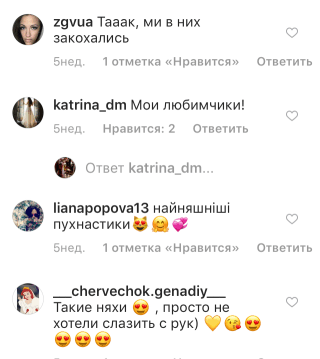 zgvua Тааак, ми в них
закохались
5нед. 1 отметка «Нравится» Ответить
katrina_dm Мои любимчики!
5нед. Нравится: 2 Ответить
Ответ katrina_dm...
lianapopova13 найняшніші
пухнастики😻🤗💞
5нед. 1 отметка «Нравится» Ответить
___chervechok.genadiy___
Такие няхи 😍 , просто не
хотели слазить с рук) 💛😘😍
😍😍😍